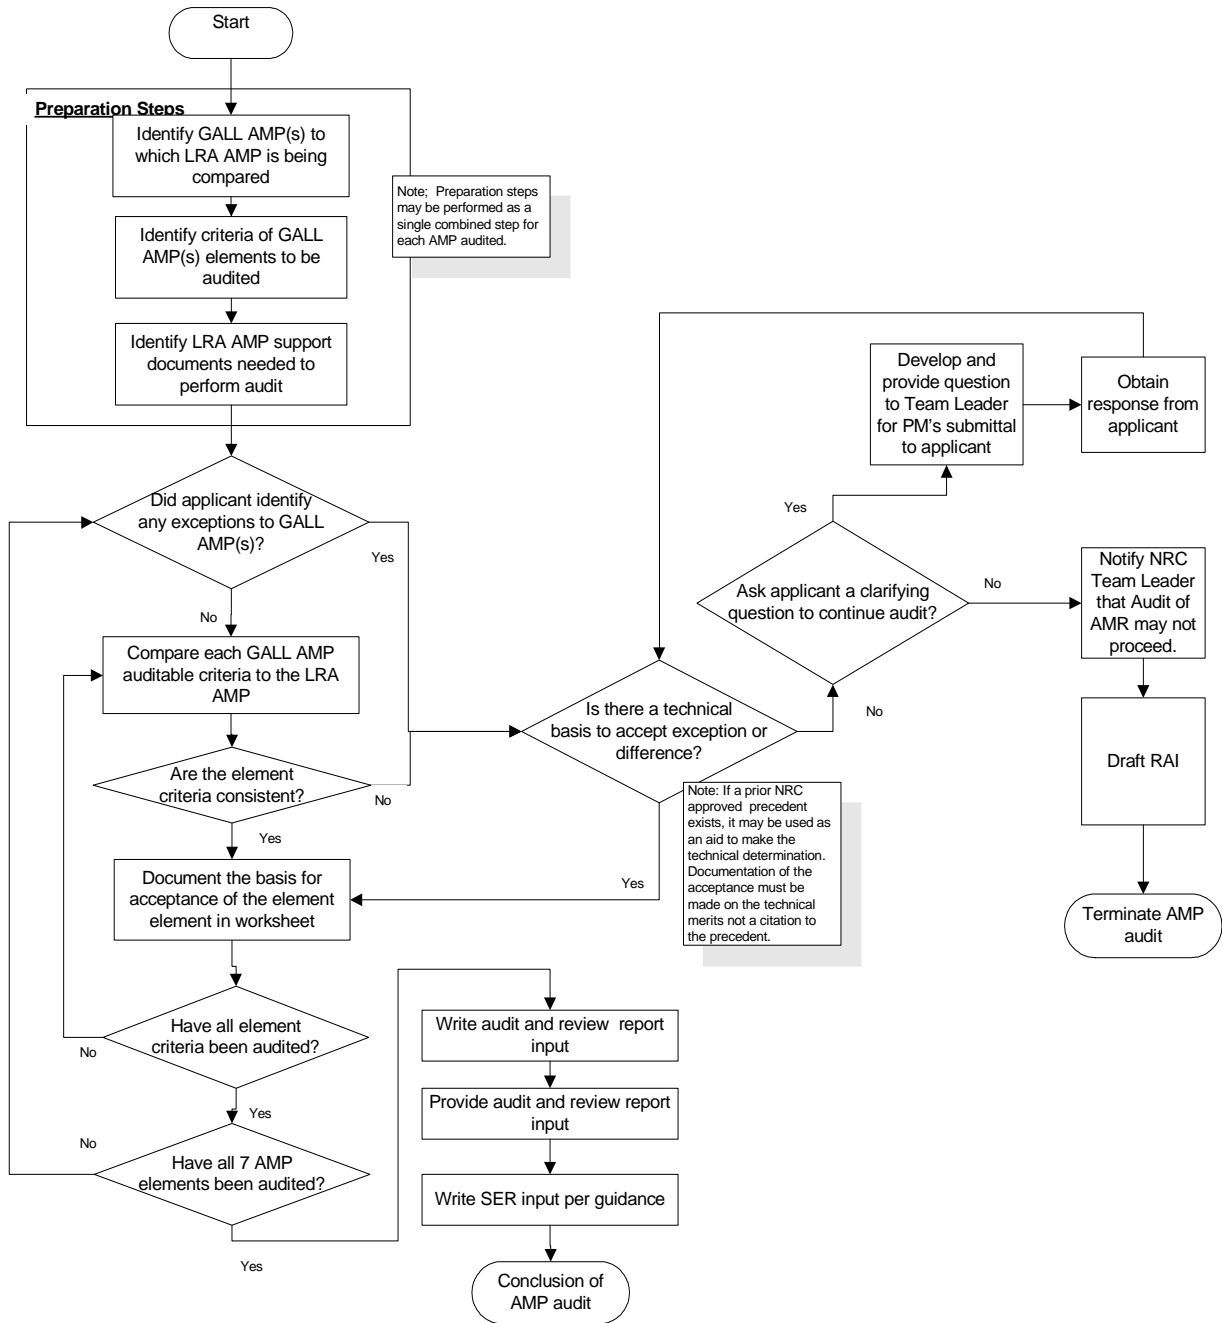 Start
Preparation Steps
Identify GALL AMP(s) to
which LRA AMP is being
compared
Note; Preparation steps
may be performed as a
single combined step for
each AMP audited.
Identify criteria of GALL
AMP(s) elements to be
audited
Identify LRA AMP support
documents needed to
perform audit
Did applicant identify
any exceptions to GALL
AMP(s)?
Yes
No
Compare each GALL AMP
auditable criteria to the LRA
AMP
Are the element
criteria consistent?
No
Yes
Document the basis for
acceptance of the element
element in worksheet
Have all element
criteria been audited?
No
Yes
Have all 7 AMP
elements been audited?
No
Yes
Is there a technical
basis to accept exception or
difference?
No
Yes
Note: If a prior NRC
approved precedent
exists, it may be used as
an aid to make the
technical determination.
Documentation of the
acceptance must be
made on the technical
merits not a citation to
the precedent.
Ask applicant a clarifying
question to continue audit?
Yes
No
Develop and
provide question
to Team Leader
for PM's submittal
to applicant
Obtain
response from
applicant
Notify NRC
Team Leader
that Audit of
AMR may not
proceed.
Draft RAI
Terminate AMP
audit
Write audit and review report
input
Provide audit and review report
input
Write SER input per guidance
Conclusion of
AMP audit